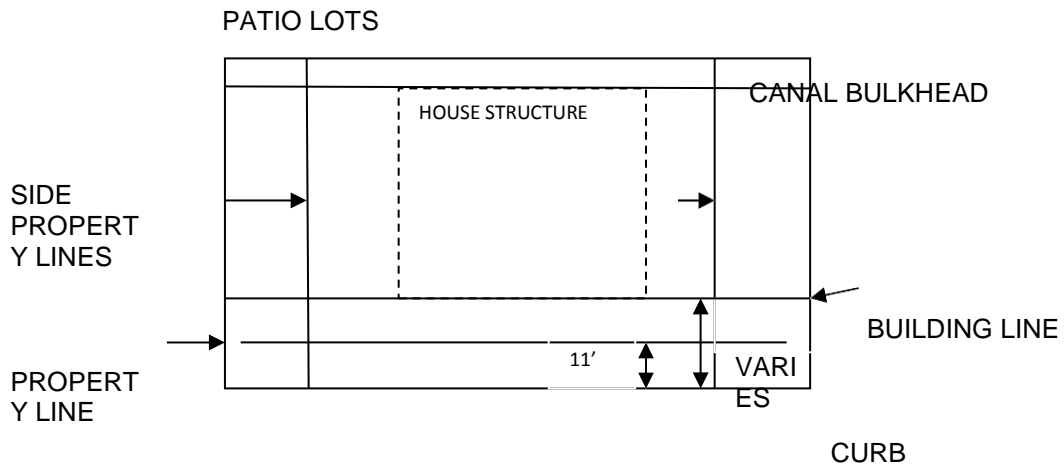 PATIO LOTS
CANAL BULKHEAD
HOUSE STRUCTURE
SIDE
PROPERT
Y LINES
BUILDING LINE
11’
VARI
ES
PROPERT
Y LINE
CURB